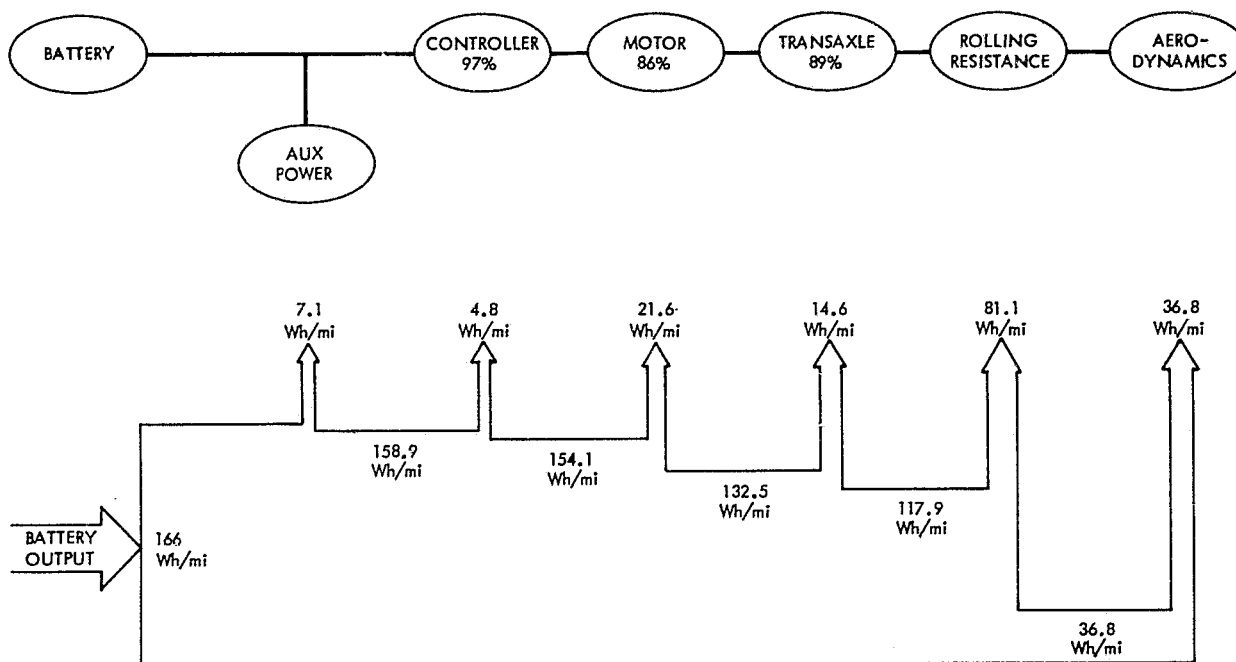 BATTERY
CONTROLLER
97%
MOTOR
86%
TRANSAXLE
89%
ROLLING
RESISTANCE
AERO-
DYNAMICS
AUX
POWER
7.1
Wh/mi
4.8
Wh/mi
21.6
Wh/mi
14.6
Wh/mi
81.1
Wh/mi
36.8
Wh/mi
158.9
Wh/mi
154.1
Wh/mi
132.5
Wh/mi
117.9
Wh/mi
BATTERY
OUTPUT
166
Wh/mi
36.8
Wh/mi